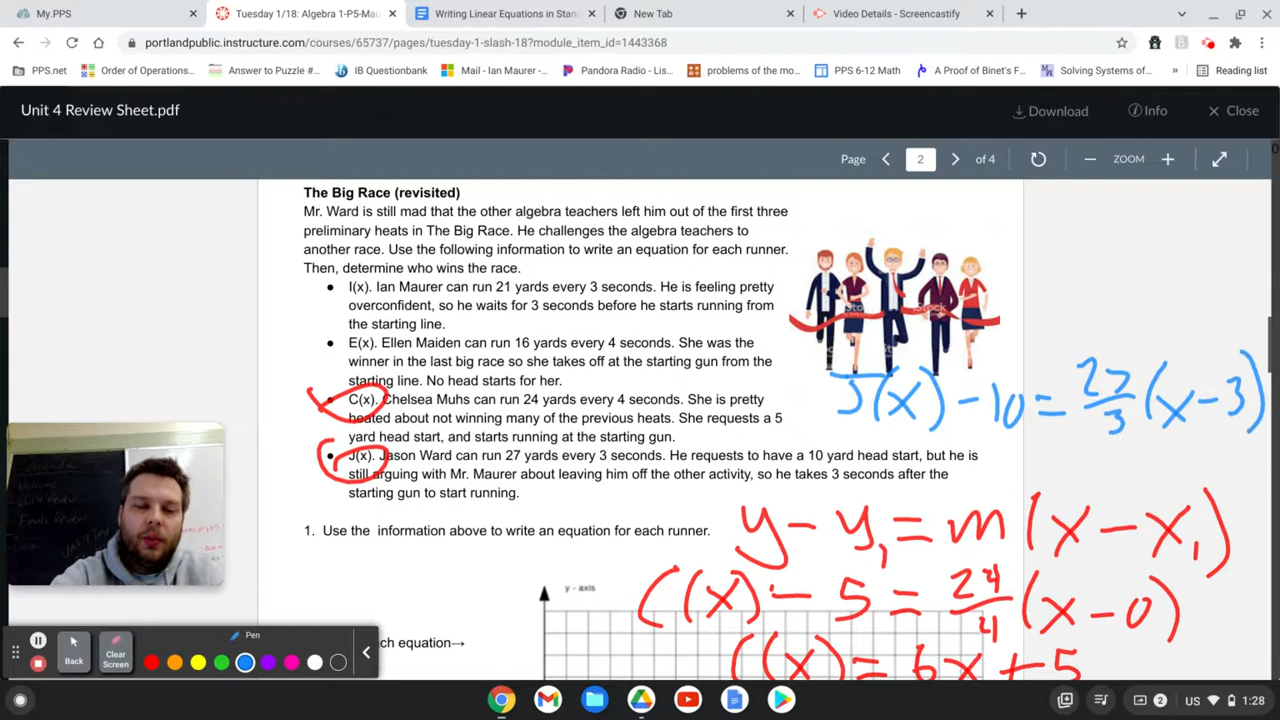 My.PPS
Tuesday 1/18: Algebra 1-P5-Mau
Writing Linear Equations in Stan
New Tab
Video Details - Screencastify
portlandpublic.instructure.com/courses/65737/pages/tuesday-1-slash-18?module_item_id=1443368
PPS.net
Order of Operations...
Answer to Puzzle #...
IB Questionbank
Mail - Ian Maurer -...
Pandora Radio - Lis...
problems of the mo...
PPS 6-12 Math
A Proof of Binet's F...
Solving Systems of...
»
Reading list
Unit 4 Review Sheet.pdf
Download
Info
Close
Page
2
of 4
ZOOM
The Big Race (revisited)
Mr. Ward is still mad that the other algebra teachers left him out of the first three
preliminary heats in The Big Race. He challenges the algebra teachers to
another race. Use the following information to write an equation for each runner.
Then, determine who wins the race.
● I(x). Ian Maurer can run 21 yards every 3 seconds. He is feeling pretty
overconfident, so he waits for 3 seconds before he starts running from
the starting line.
● E(x). Ellen Maiden can run 16 yards every 4 seconds. She was the
winner in the last big race so she takes off at the starting gun from the
starting line. No head starts for her.
● C(x). Chelsea Muhs can run 24 yards every 4 seconds. She is pretty
heated about not winning many of the previous heats. She requests a 5
yard head start, and starts running at the starting gun.
● J(x). Jason Ward can run 27 yards every 3 seconds. He requests to have a 10 yard head start, but he is
still arguing with Mr. Maurer about leaving him off the other activity, so he takes 3 seconds after the
starting gun to start running.
J(x) - 10 = 27/3 (x - 3)
1. Use the information above to write an equation for each runner.
y - y₁ = m(x - x₁)
C(x) - 5 = 24/4 (x - 0)
C(x) = 6x + 5
y - axis
ch equation→
Pen
Back
Clear
Screen
2
US
1:28